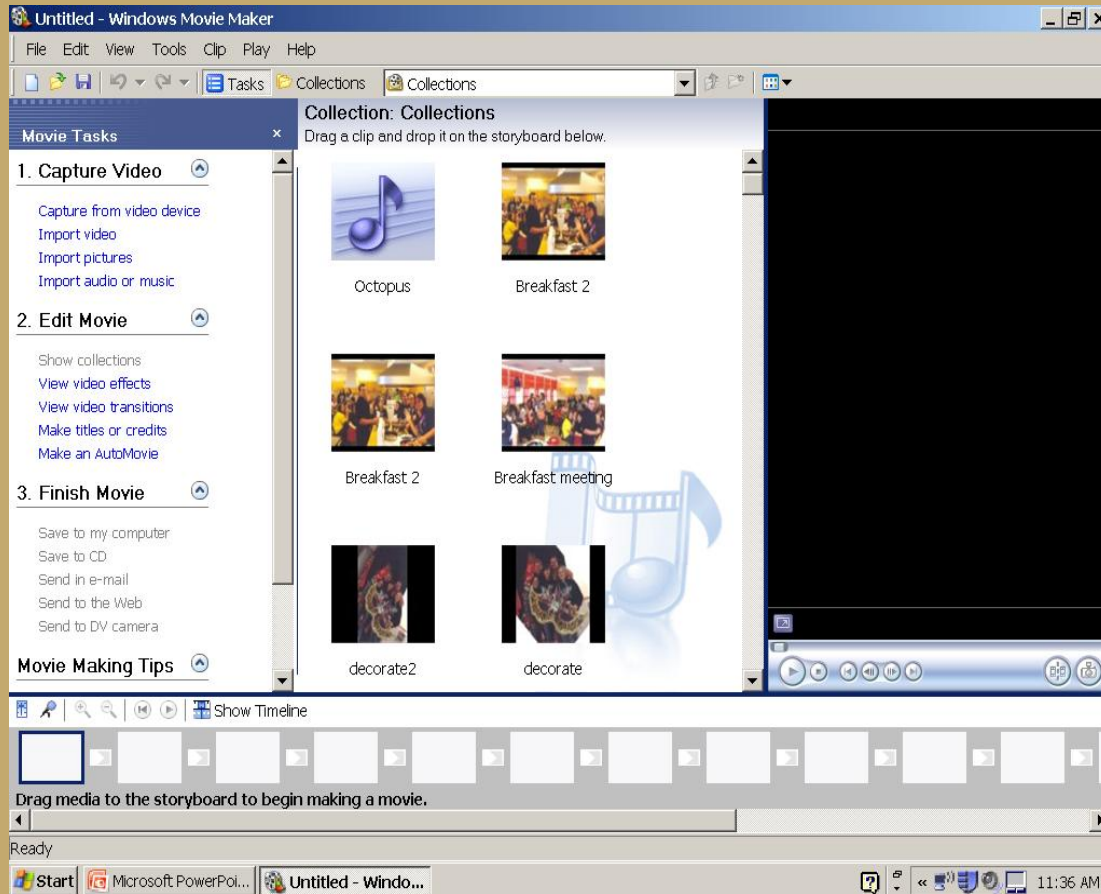 Untitled - Windows Movie Maker
File Edit View Tools Clip Play Help
Tasks Collections Collections
Movie Tasks
Collection: Collections
Drag a clip and drop it on the storyboard below.
1. Capture Video
Capture from video device
Import video
Import pictures
Import audio or music
2. Edit Movie
Show collections
View video effects
View video transitions
Make titles or credits
Make an AutoMovie
3. Finish Movie
Save to my computer
Save to CD
Send in e-mail
Send to the Web
Send to DV camera
Movie Making Tips
Octopus
Breakfast 2
Breakfast 2
Breakfast meeting
decorate2
decorate
Show Timeline
Drag media to the storyboard to begin making a movie.
Ready
Start Microsoft PowerPoi... Untitled - Windo... 11:36 AM